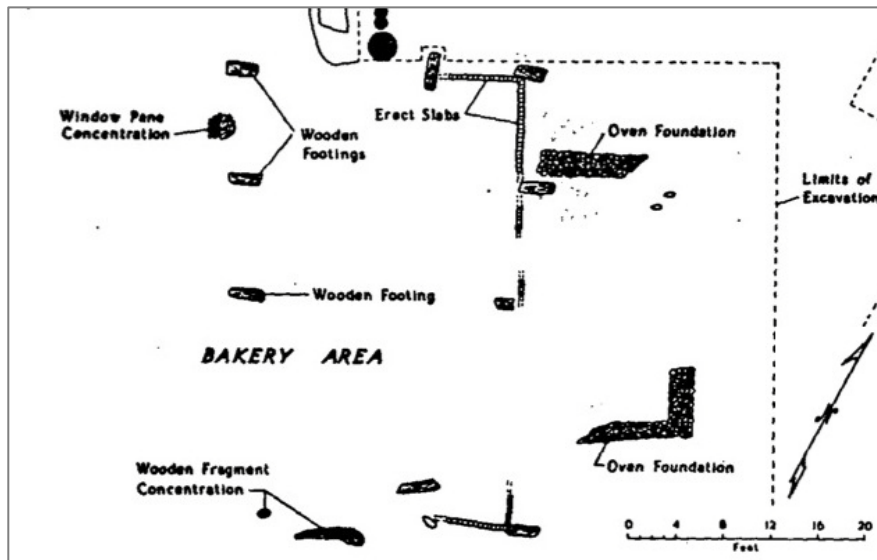 Window Pane
Concentration
Wooden
Footings
Erect Slabs
Oven Foundation
Limits of
Excavation
Wooden Footing
BAKERY AREA
Wooden Fragment
Concentration
Oven Foundation
N
0 4 8 12 16 20
Feet